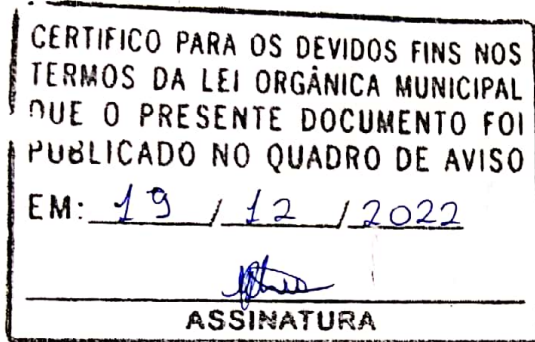 CERTIFICO PARA OS DEVIDOS FINS NOS
TERMOS DA LEI ORGÂNICA MUNICIPAL
QUE O PRESENTE DOCUMENTO FOI
PUBLICADO NO QUADRO DE AVISO
EM: 19 / 12 / 2022
ASSINATURA